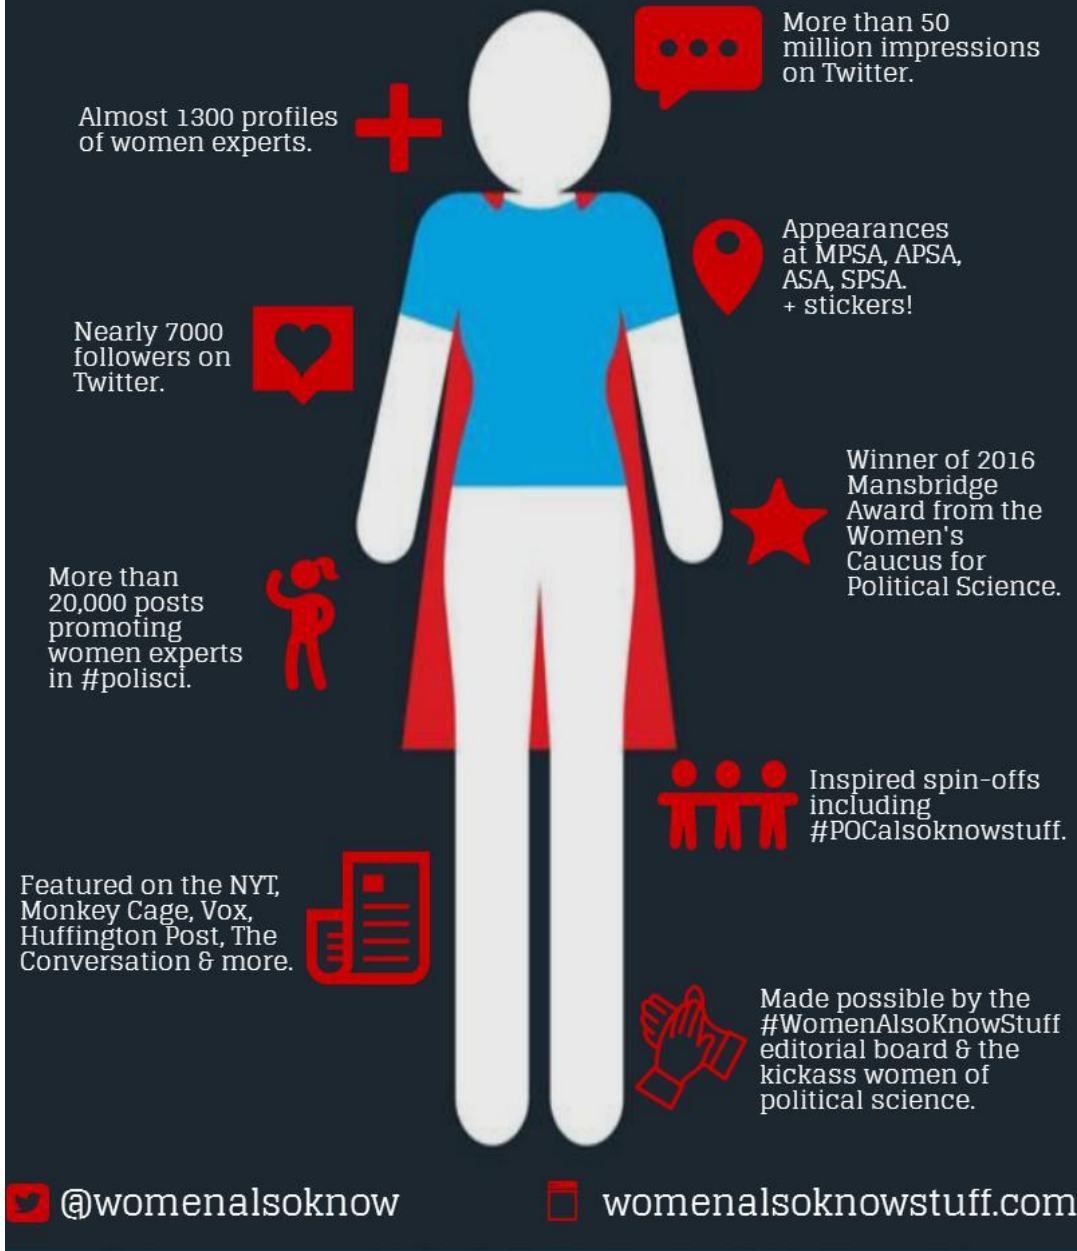 More than 50
million impressions
on Twitter.
Almost 1300 profiles
of women experts.
Appearances
at MPSA, APSA,
ASA, SPSA.
+ stickers!
Nearly 7000
followers on
Twitter.
Winner of 2016
Mansbridge
Award from the
Women's
Caucus for
Political Science.
More than
20,000 posts
promoting
women experts
in #polisci.
Inspired spin-offs
including
#POCalsoknowstuff.
Featured on the NYT,
Monkey Cage, Vox,
Huffington Post, The
Conversation & more.
Made possible by the
#WomenAlsoKnowStuff
editorial board & the
kickass women of
political science.
@womenalsoknow
womenalsoknowstuff.com